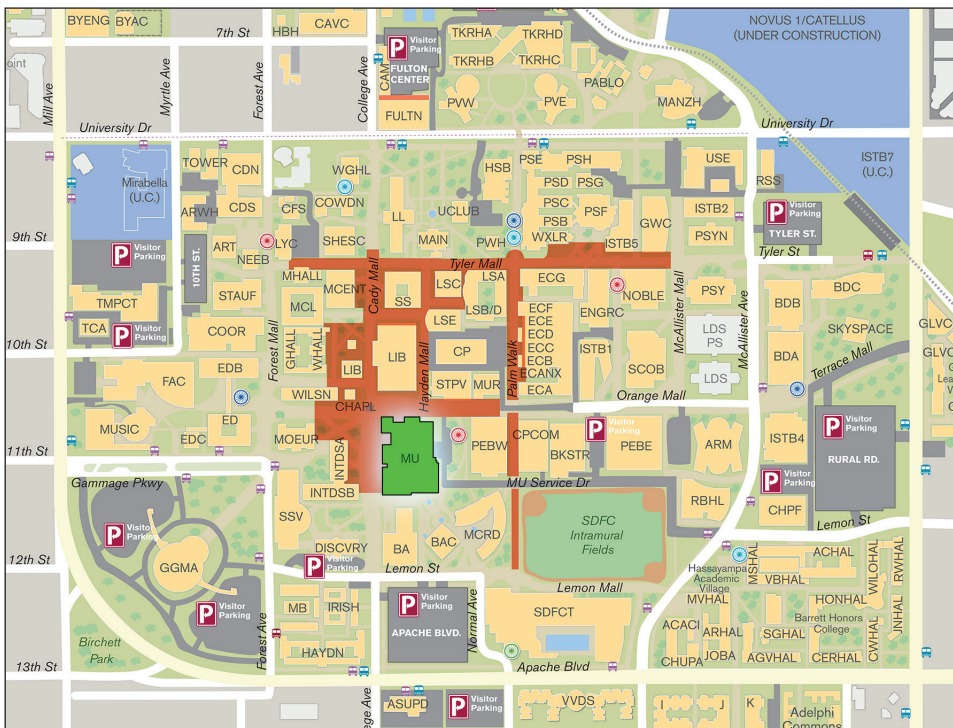 BYENG
BYAC
HBH
CAVC
7th St
NOVUS 1/CATELLUS
(UNDER CONSTRUCTION)
TKRHA
TKRHD
TKRHB
TKRHC
PABLO
P Visitor
Parking
FULTON
CENTER
CAM
FULTN
PVW
PVE
MANZH
Mill Ave
Myrtle Ave
Forest Ave
College Ave
University Dr
University Dr
Mirabella
(U.C.)
ISTB7
(U.C.)
TOWER
CDN
WGHL
COWDN
HSB
PSE
PSH
USE
RSS
PSD
PSG
ARWH
CDS
CFS
LL
UCLUB
PSC
PSF
PSB
GWC
ISTB2
P Visitor
Parking
TYLER ST.
9th St
ART
NEEB
LYC
SHESC
MAIN
PWH
WXLR
ISTB5
PSYN
Tyler St
P Visitor
Parking
10TH ST.
MHALL
Cady Mall
Tyler Mall
MCENT
SS
LSC
LSA
LSB/D
ECG
NOBLE
PSY
McAllister Mall
McAllister Ave
BDB
BDC
TMPCT
STAUF
MCL
LSE
ECF
ECE
ECD
ECC
ECB
ECANX
ECA
ENGRC
TCA
P Visitor
Parking
COOR
Forest Mall
GHALL
WHALL
LIB
LIB
Hayden Mall
CP
Palm Walk
ISTB1
SCOB
LDS
PS
LDS
SKYSPACE
GLVC
GLVC
10th St
BDA
Terrace Mall
FAC
EDB
WILSN
STPV
MUR
Orange Mall
MUSIC
ED
EDC
CHAPL
MOEUR
INTDSA
MU
PEBW
CPCOM
BKSTR
P Visitor
Parking
PEBE
ARM
ISTB4
P Visitor
Parking
RURAL RD.
11th St
Gammage Pkwy
INTDSB
MU Service Dr
P Visitor
Parking
CHPF
RBHL
Lemon St
SSV
SDFC
Intramural
Fields
P Visitor
Parking
DISCVRY
BA
BAC
MCRD
12th St
GGMA
P Visitor
Parking
Lemon St
Lemon Mall
Hassayampa
Academic
Village
MSHAL
ACHAL
VBHAL
WILOHAL
RWHAL
P Visitor
Parking
MB
IRISH
P Visitor
Parking
APACHE BLVD.
Normal Ave
SDFCT
MVHAL
HONHAL
Barrett Honors
College
ACACI
ARHAL
SGHAL
CWHAL
JNHAL
Birchett
Park
Forest Ave
HAYDN
JOBA
CHUPA
AGVHAL
CERHAL
13th St
Apache Blvd
ASUPD
P Visitor
Parking
VVDS
I
J
K
Adelphi
Commons